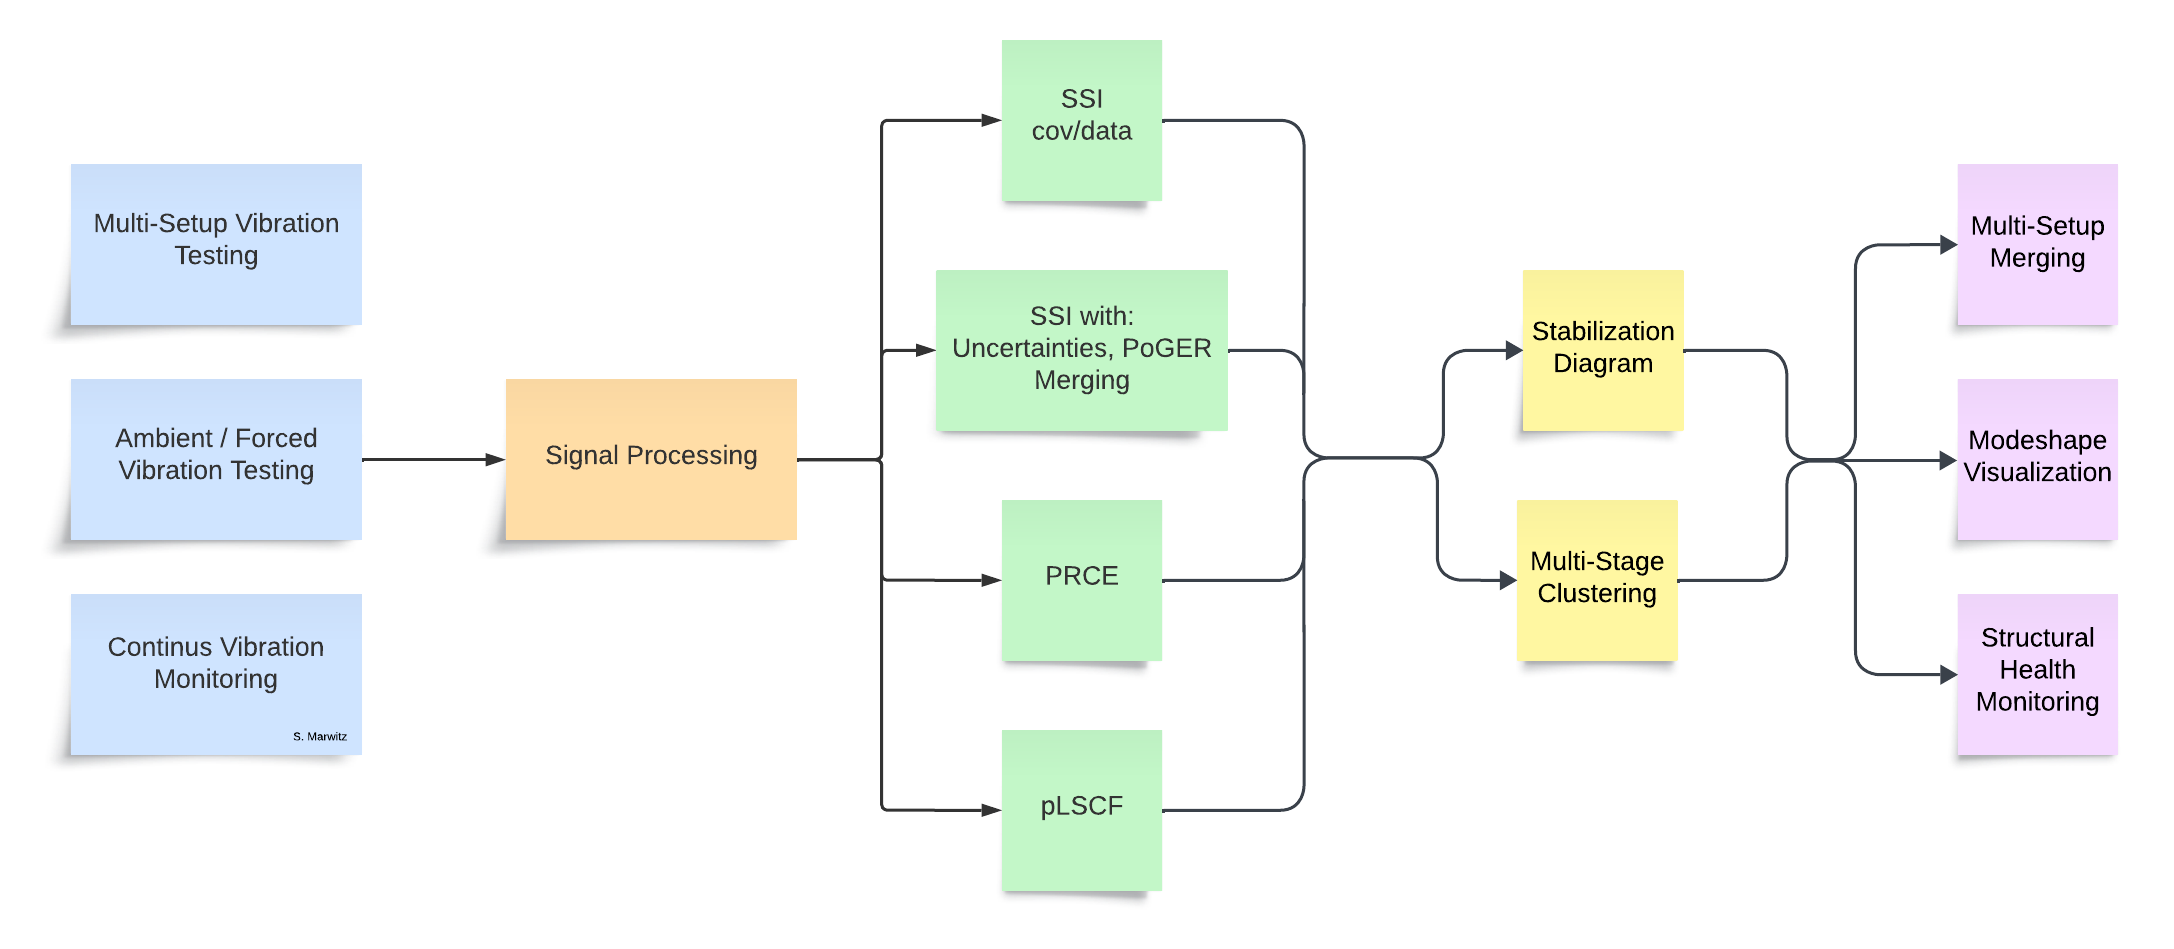 Multi-Setup Vibration
Testing
Ambient / Forced
Vibration Testing
Continus Vibration
Monitoring
S. Marwitz
Signal Processing
SSI
cov/data
SSI with:
Uncertainties, PoGER
Merging
PRCE
pLSCF
Stabilization
Diagram
Multi-Stage
Clustering
Multi-Setup
Merging
Modeshape
Visualization
Structural
Health
Monitoring